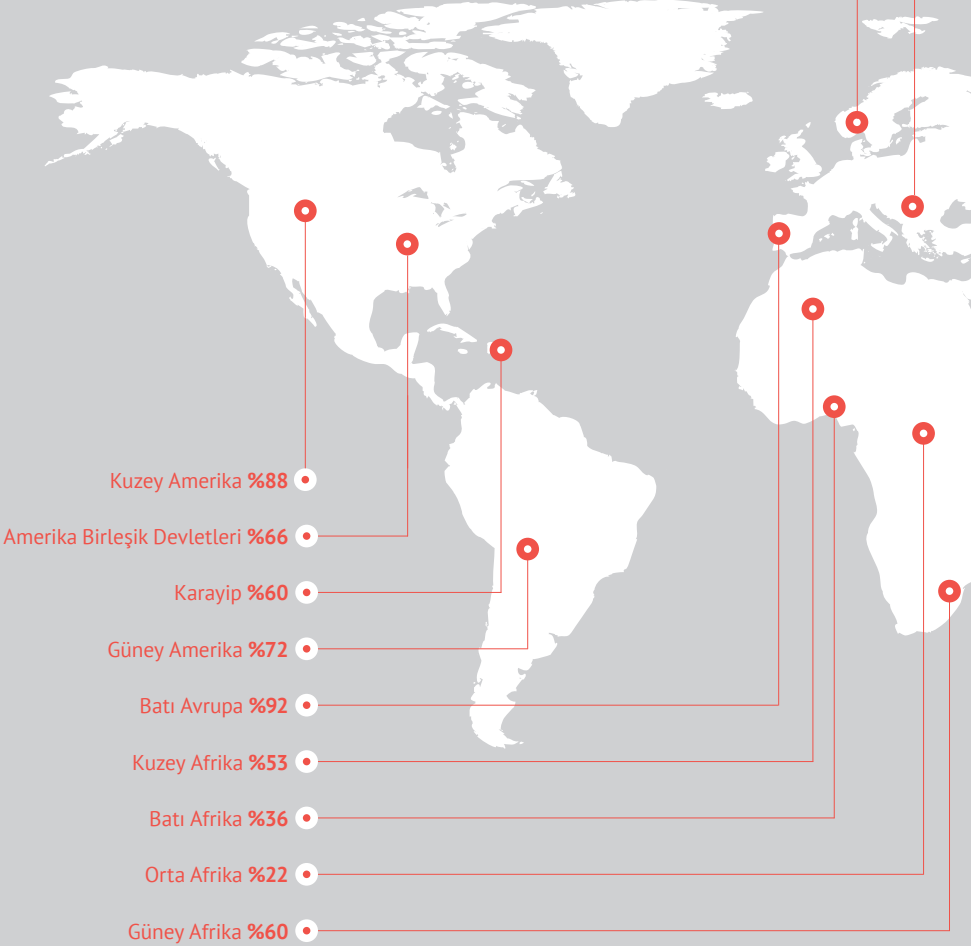 Kuzey Amerika %88
Amerika Birleşik Devletleri %66
Karayip %60
Güney Amerika %72
Batı Avrupa %92
Kuzey Afrika %53
Batı Afrika %36
Orta Afrika %22
Güney Afrika %60